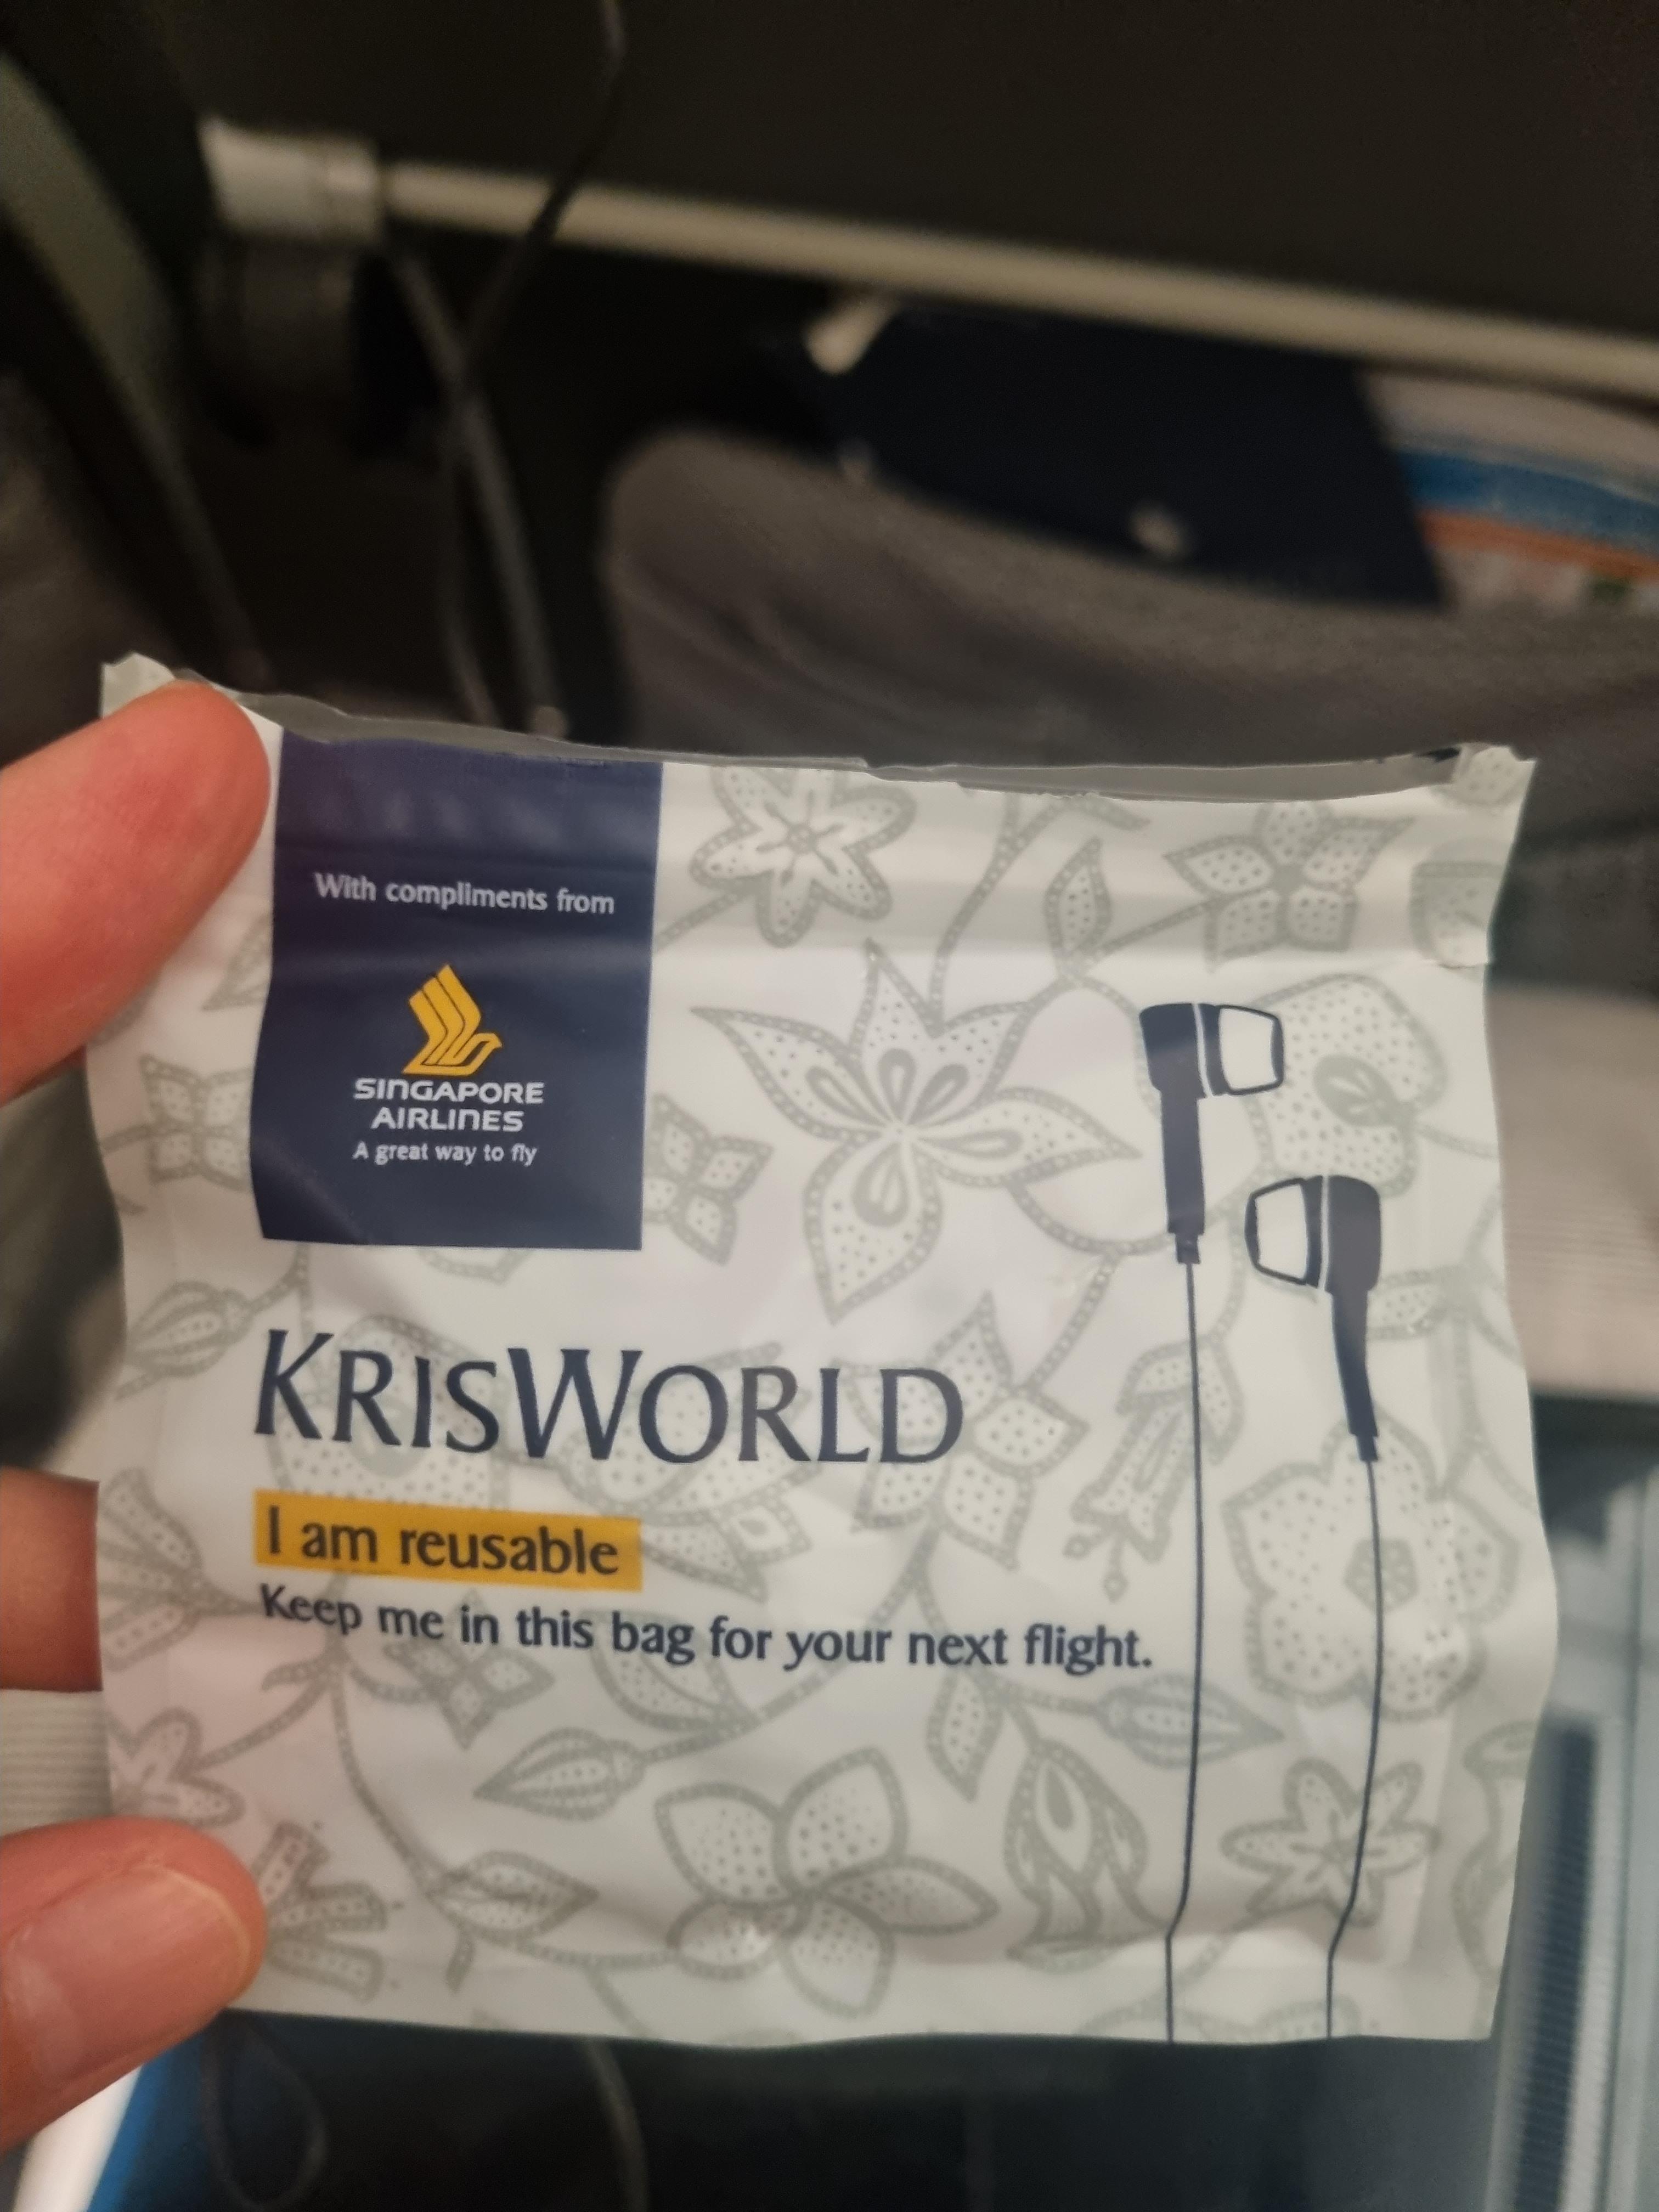 With compliments from
SINGAPORE
AIRLINES
A great way to fly
KRISWORLD
I am reusable
Keep me in this bag for your next flight.